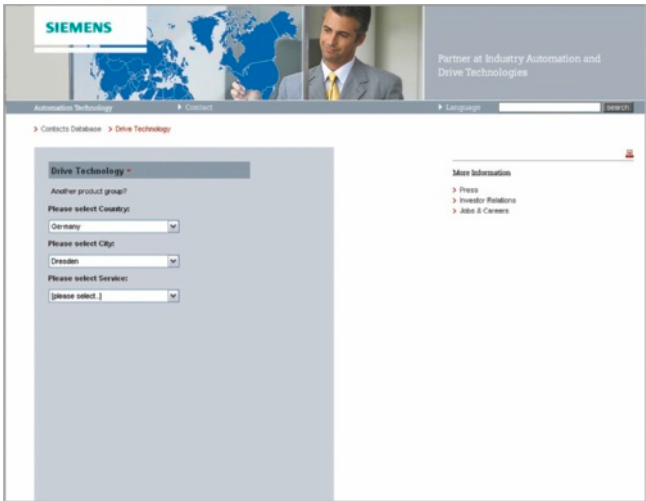 SIEMENS
Partner at Industry Automation and
Drive Technologies
Automation Technology
Contact
Language
search
Contacts Database
Drive Technology
Drive Technology
Another product group?
Please select Country:
Germany
Please select City:
Dresden
Please select Service:
[please select..]
More Information
Press
Investor Relations
Jobs & Careers